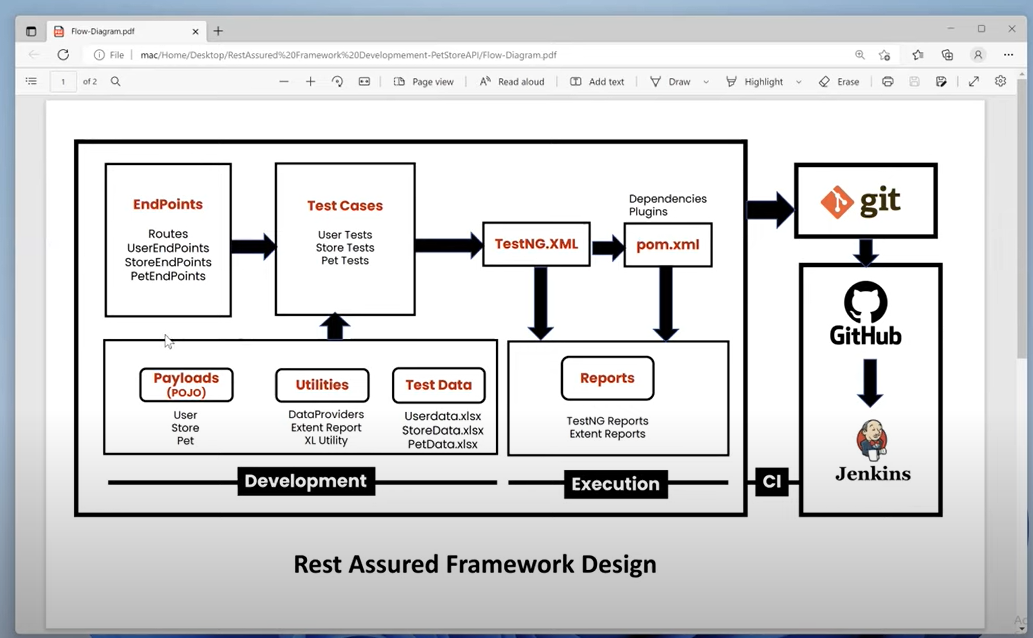 Flow-Diagram.pdf
File
mac/Home/Desktop/RestAssured%20Framework%20Developement-PetStoreAPI/Flow-Diagram.pdf
1 of 2
Page view
Read aloud
Add text
Draw
Highlight
Erase
EndPoints
Routes
UserEndPoints
StoreEndPoints
PetEndPoints
Test Cases
User Tests
Store Tests
Pet Tests
TestNG.XML
Dependencies
Plugins
pom.xml
git
GitHub
Jenkins
Payloads
(POJO)
User
Store
Pet
Utilities
DataProviders
Extent Report
XL Utility
Test Data
Userdata.xlsx
StoreData.xlsx
PetData.xlsx
Reports
TestNG Reports
Extent Reports
Development
Execution
CI
Rest Assured Framework Design